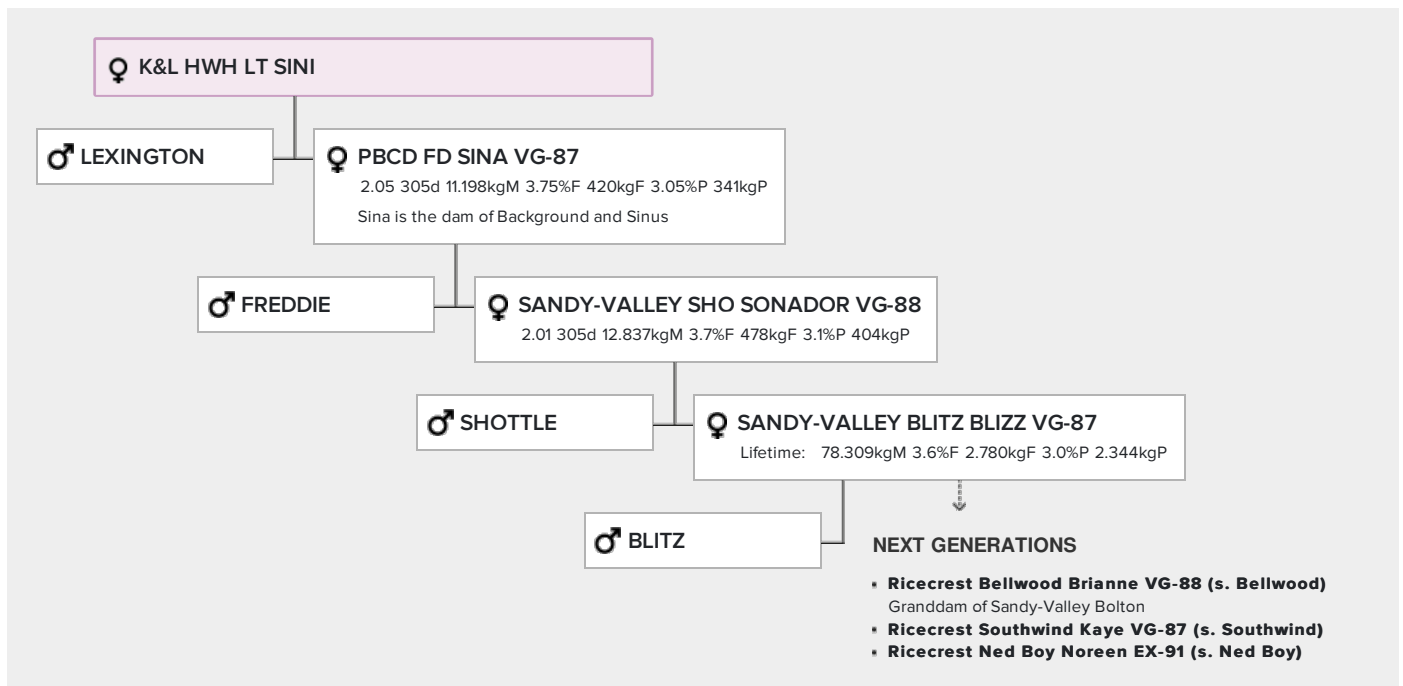 K&L HWH LT SINI
LEXINGTON
PBCD FD SINA VG-87
2.05 305d 11.198kgM 3.75%F 420kgF 3.05%P 341kgP
Sina is the dam of Background and Sinus
FREDDIE
SANDY-VALLEY SHO SONADOR VG-88
2.01 305d 12.837kgM 3.7%F 478kgF 3.1%P 404kgP
SHOTTLE
SANDY-VALLEY BLITZ BLIZZ VG-87
Lifetime: 78.309kgM 3.6%F 2.780kgF 3.0%P 2.344kgP
BLITZ
NEXT GENERATIONS
Ricecrest Bellwood Brianne VG-88 (s. Bellwood)
Granddam of Sandy-Valley Bolton
Ricecrest Southwind Kaye VG-87 (s. Southwind)
Ricecrest Ned Boy Noreen EX-91 (s. Ned Boy)